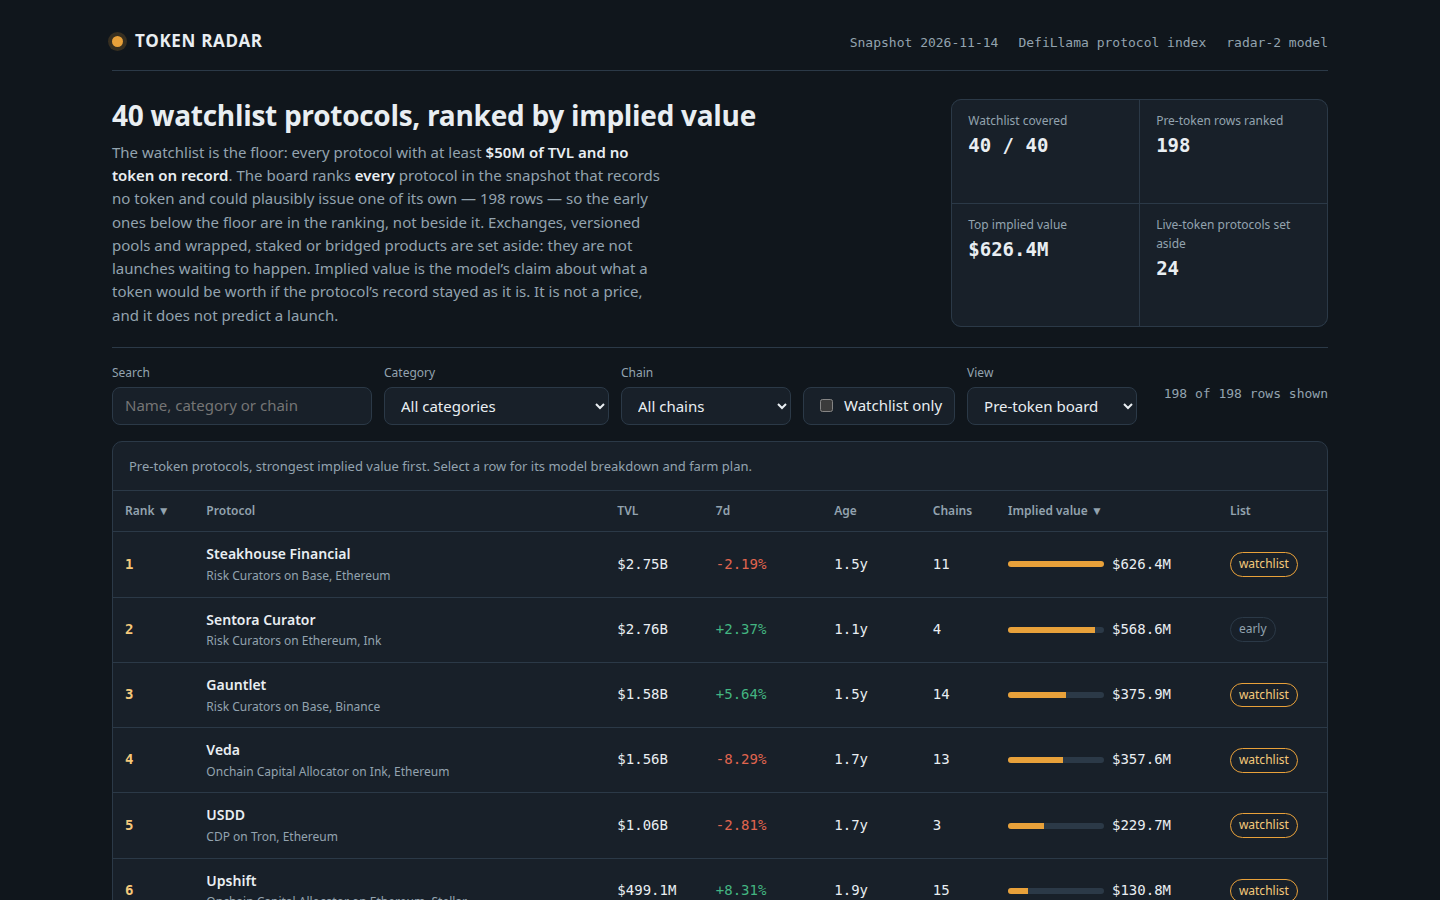 TOKEN RADAR
Snapshot 2026-11-14 DefiLlama protocol index radar-2 model
40 watchlist protocols, ranked by implied value
The watchlist is the floor: every protocol with at least $50M of TVL and no
token on record. The board ranks every protocol in the snapshot that records
no token and could plausibly issue one of its own — 198 rows — so the early
ones below the floor are in the ranking, not beside it. Exchanges, versioned
pools and wrapped, staked or bridged products are set aside: they are not
launches waiting to happen. Implied value is the model’s claim about what a
token would be worth if the protocol’s record stayed as it is. It is not a price,
and it does not predict a launch.
Watchlist covered
40 / 40
Pre-token rows ranked
198
Top implied value
$626.4M
Live-token protocols set
aside
24
Search
Name, category or chain
Category
All categories
Chain
All chains
Watchlist only
View
Pre-token board
198 of 198 rows shown
Pre-token protocols, strongest implied value first. Select a row for its model breakdown and farm plan.
Rank ▼ Protocol TVL 7d Age Chains Implied value ▼ List
1 Steakhouse Financial $2.75B -2.19% 1.5y 11 $626.4M watchlist
Risk Curators on Base, Ethereum
2 Sentora Curator $2.76B +2.37% 1.1y 4 $568.6M early
Risk Curators on Ethereum, Ink
3 Gauntlet $1.58B +5.64% 1.5y 14 $375.9M watchlist
Risk Curators on Base, Binance
4 Veda $1.56B -8.29% 1.7y 13 $357.6M watchlist
Onchain Capital Allocator on Ink, Ethereum
5 USDD $1.06B -2.81% 1.7y 3 $229.7M watchlist
CDP on Tron, Ethereum
6 Upshift $499.1M +8.31% 1.9y 15 $130.8M watchlist
Onchain Capital Allocator on Ethereum, Stellar